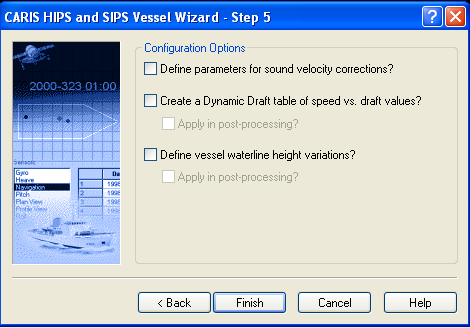 CARIS HIPS and SIPS Vessel Wizard - Step 5
2000-323 01:00
Sensors
Gyro
Heave
Navigation
Pitch
Plan View
Profile View
1
1998
2
1998
3
199
Configuration Options
Define parameters for sound velocity corrections?
Create a Dynamic Draft table of speed vs. draft values?
Apply in post-processing?
Define vessel waterline height variations?
Apply in post-processing?
< Back
Finish
Cancel
Help